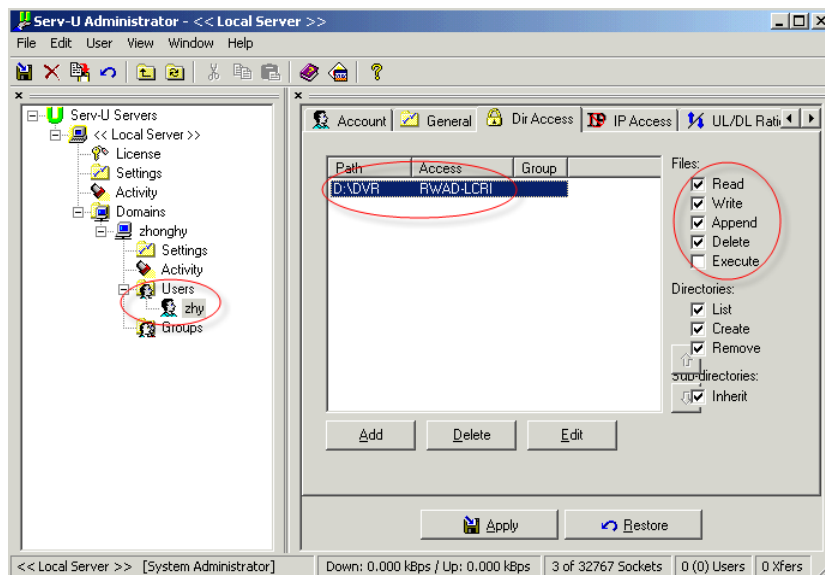 Serv-U Administrator - << Local Server >>
File Edit User View Window Help
Serv-U Servers
<< Local Server >>
License
Settings
Activity
Domains
zhonghy
Settings
Activity
Users
zhy
Groups
Account General Dir Access IP Access UL/DL Rati
Path Access Group
D:\DVR RWAD-LCRI
Files:
Read
Write
Append
Delete
Execute
Directories:
List
Create
Remove
Sub-directories:
Inherit
Add Delete Edit
Apply Restore
<< Local Server >> [System Administrator] Down: 0.000 kBps / Up: 0.000 kBps 3 of 32767 Sockets 0 (0) Users 0 Xfers